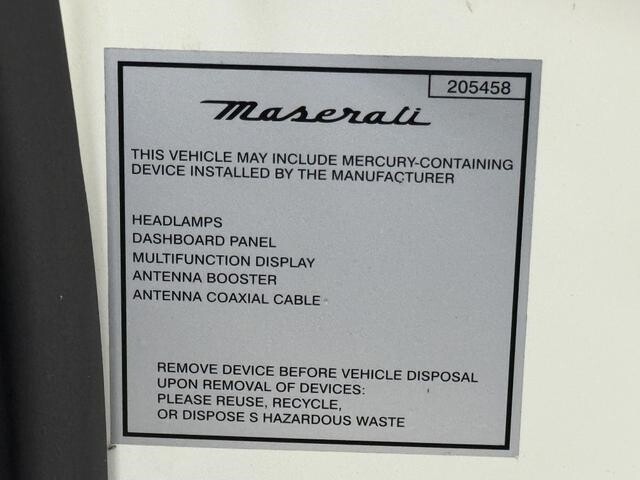 205458
Maserati
THIS VEHICLE MAY INCLUDE MERCURY-CONTAINING
DEVICE INSTALLED BY THE MANUFACTURER
HEADLAMPS
DASHBOARD PANEL
MULTIFUNCTION DISPLAY
ANTENNA BOOSTER
ANTENNA COAXIAL CABLE
REMOVE DEVICE BEFORE VEHICLE DISPOSAL
UPON REMOVAL OF DEVICES:
PLEASE REUSE, RECYCLE,
OR DISPOSE S HAZARDOUS WASTE